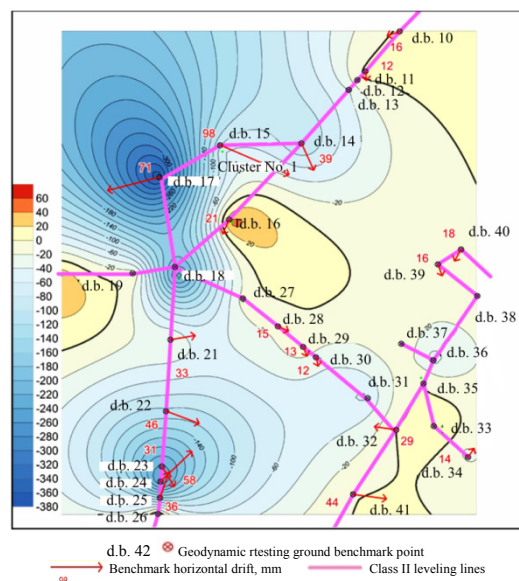 d.b. 10
16
12
d.b. 11
d.b. 12
d.b. 13
98
d.b. 15
d.b. 14
39
Cluster No. 1
71
d.b. 17
21
d.b. 16
18
d.b. 40
16
d.b. 39
d.b. 18
d.b. 19
d.b. 27
d.b. 38
15
d.b. 28
13
d.b. 29
12
d.b. 30
d.b. 37
d.b. 36
d.b. 21
33
d.b. 31
d.b. 35
d.b. 22
46
d.b. 32
29
d.b. 33
14
d.b. 34
31
d.b. 23
d.b. 24
58
d.b. 25
36
d.b. 26
44
d.b. 41
60
40
20
0
-20
-40
-60
-80
-100
-120
-140
-160
-180
-200
-220
-240
-260
-280
-300
-320
-340
-360
-380
d.b. 42 Geodynamic rtesting ground benchmark point
Benchmark horizontal drift, mm Class II leveling lines